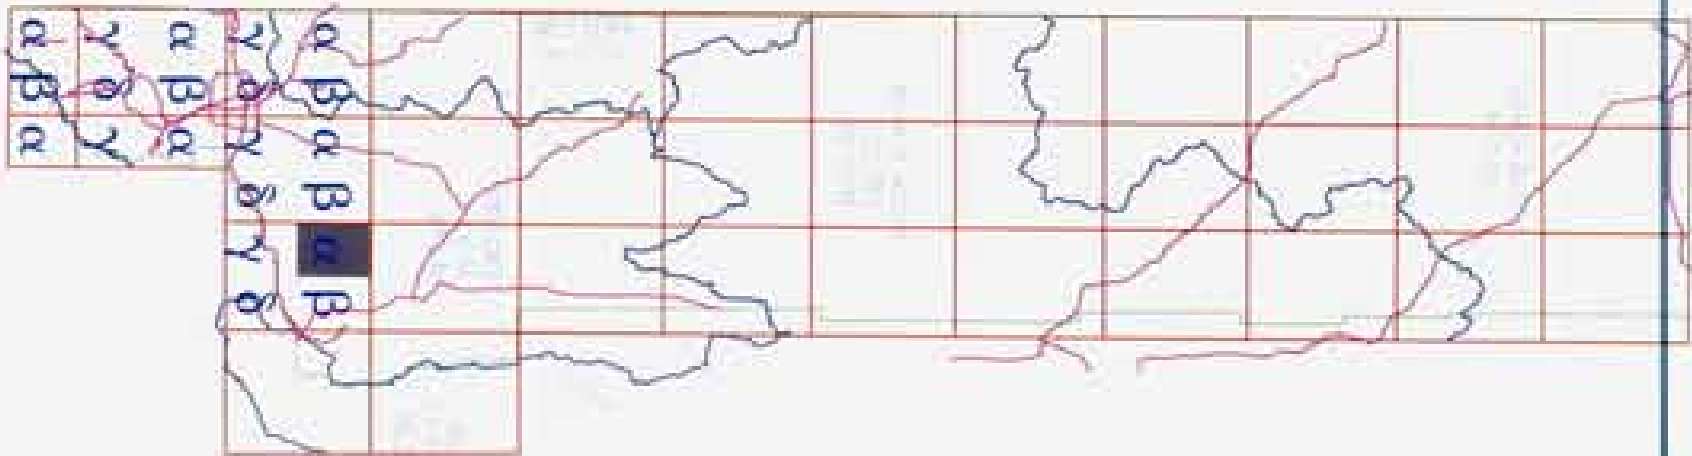 α γ α γ α
β δ β δ β
α γ α γ α
δ β
γ α
δ β